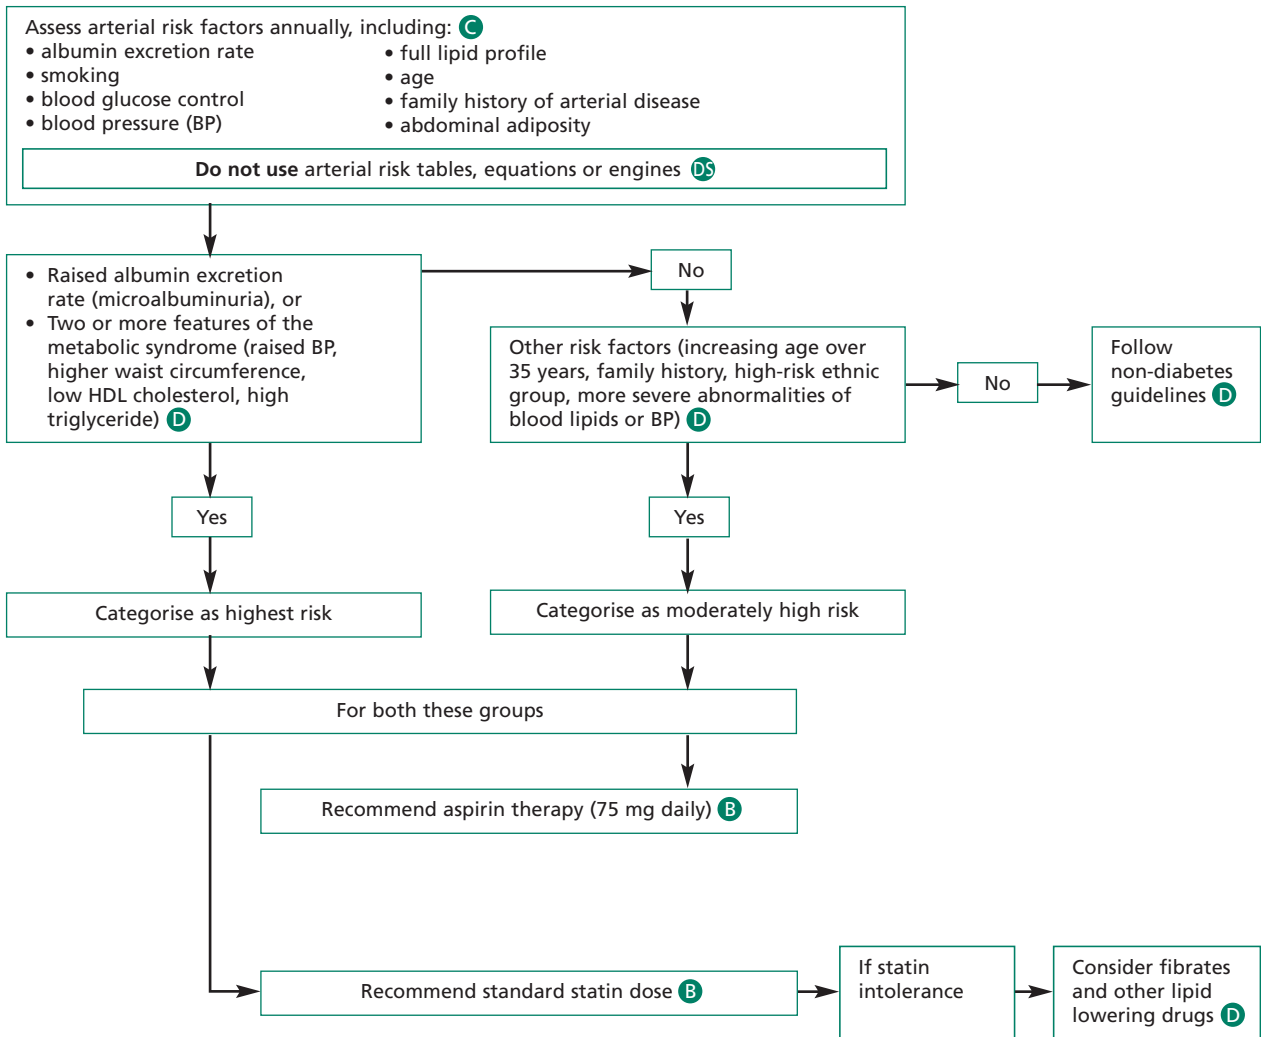 Assess arterial risk factors annually, including: C
• albumin excretion rate
• smoking
• blood glucose control
• blood pressure (BP)
• full lipid profile
• age
• family history of arterial disease
• abdominal adiposity
Do not use arterial risk tables, equations or engines DS
• Raised albumin excretion
rate (microalbuminuria), or
• Two or more features of the
metabolic syndrome (raised BP,
higher waist circumference,
low HDL cholesterol, high
triglyceride) D
No
Other risk factors (increasing age over
35 years, family history, high-risk ethnic
group, more severe abnormalities of
blood lipids or BP) D
No
Follow
non-diabetes
guidelines D
Yes
Yes
Categorise as highest risk
Categorise as moderately high risk
For both these groups
Recommend aspirin therapy (75 mg daily) B
Recommend standard statin dose B
If statin
intolerance
Consider fibrates
and other lipid
lowering drugs D